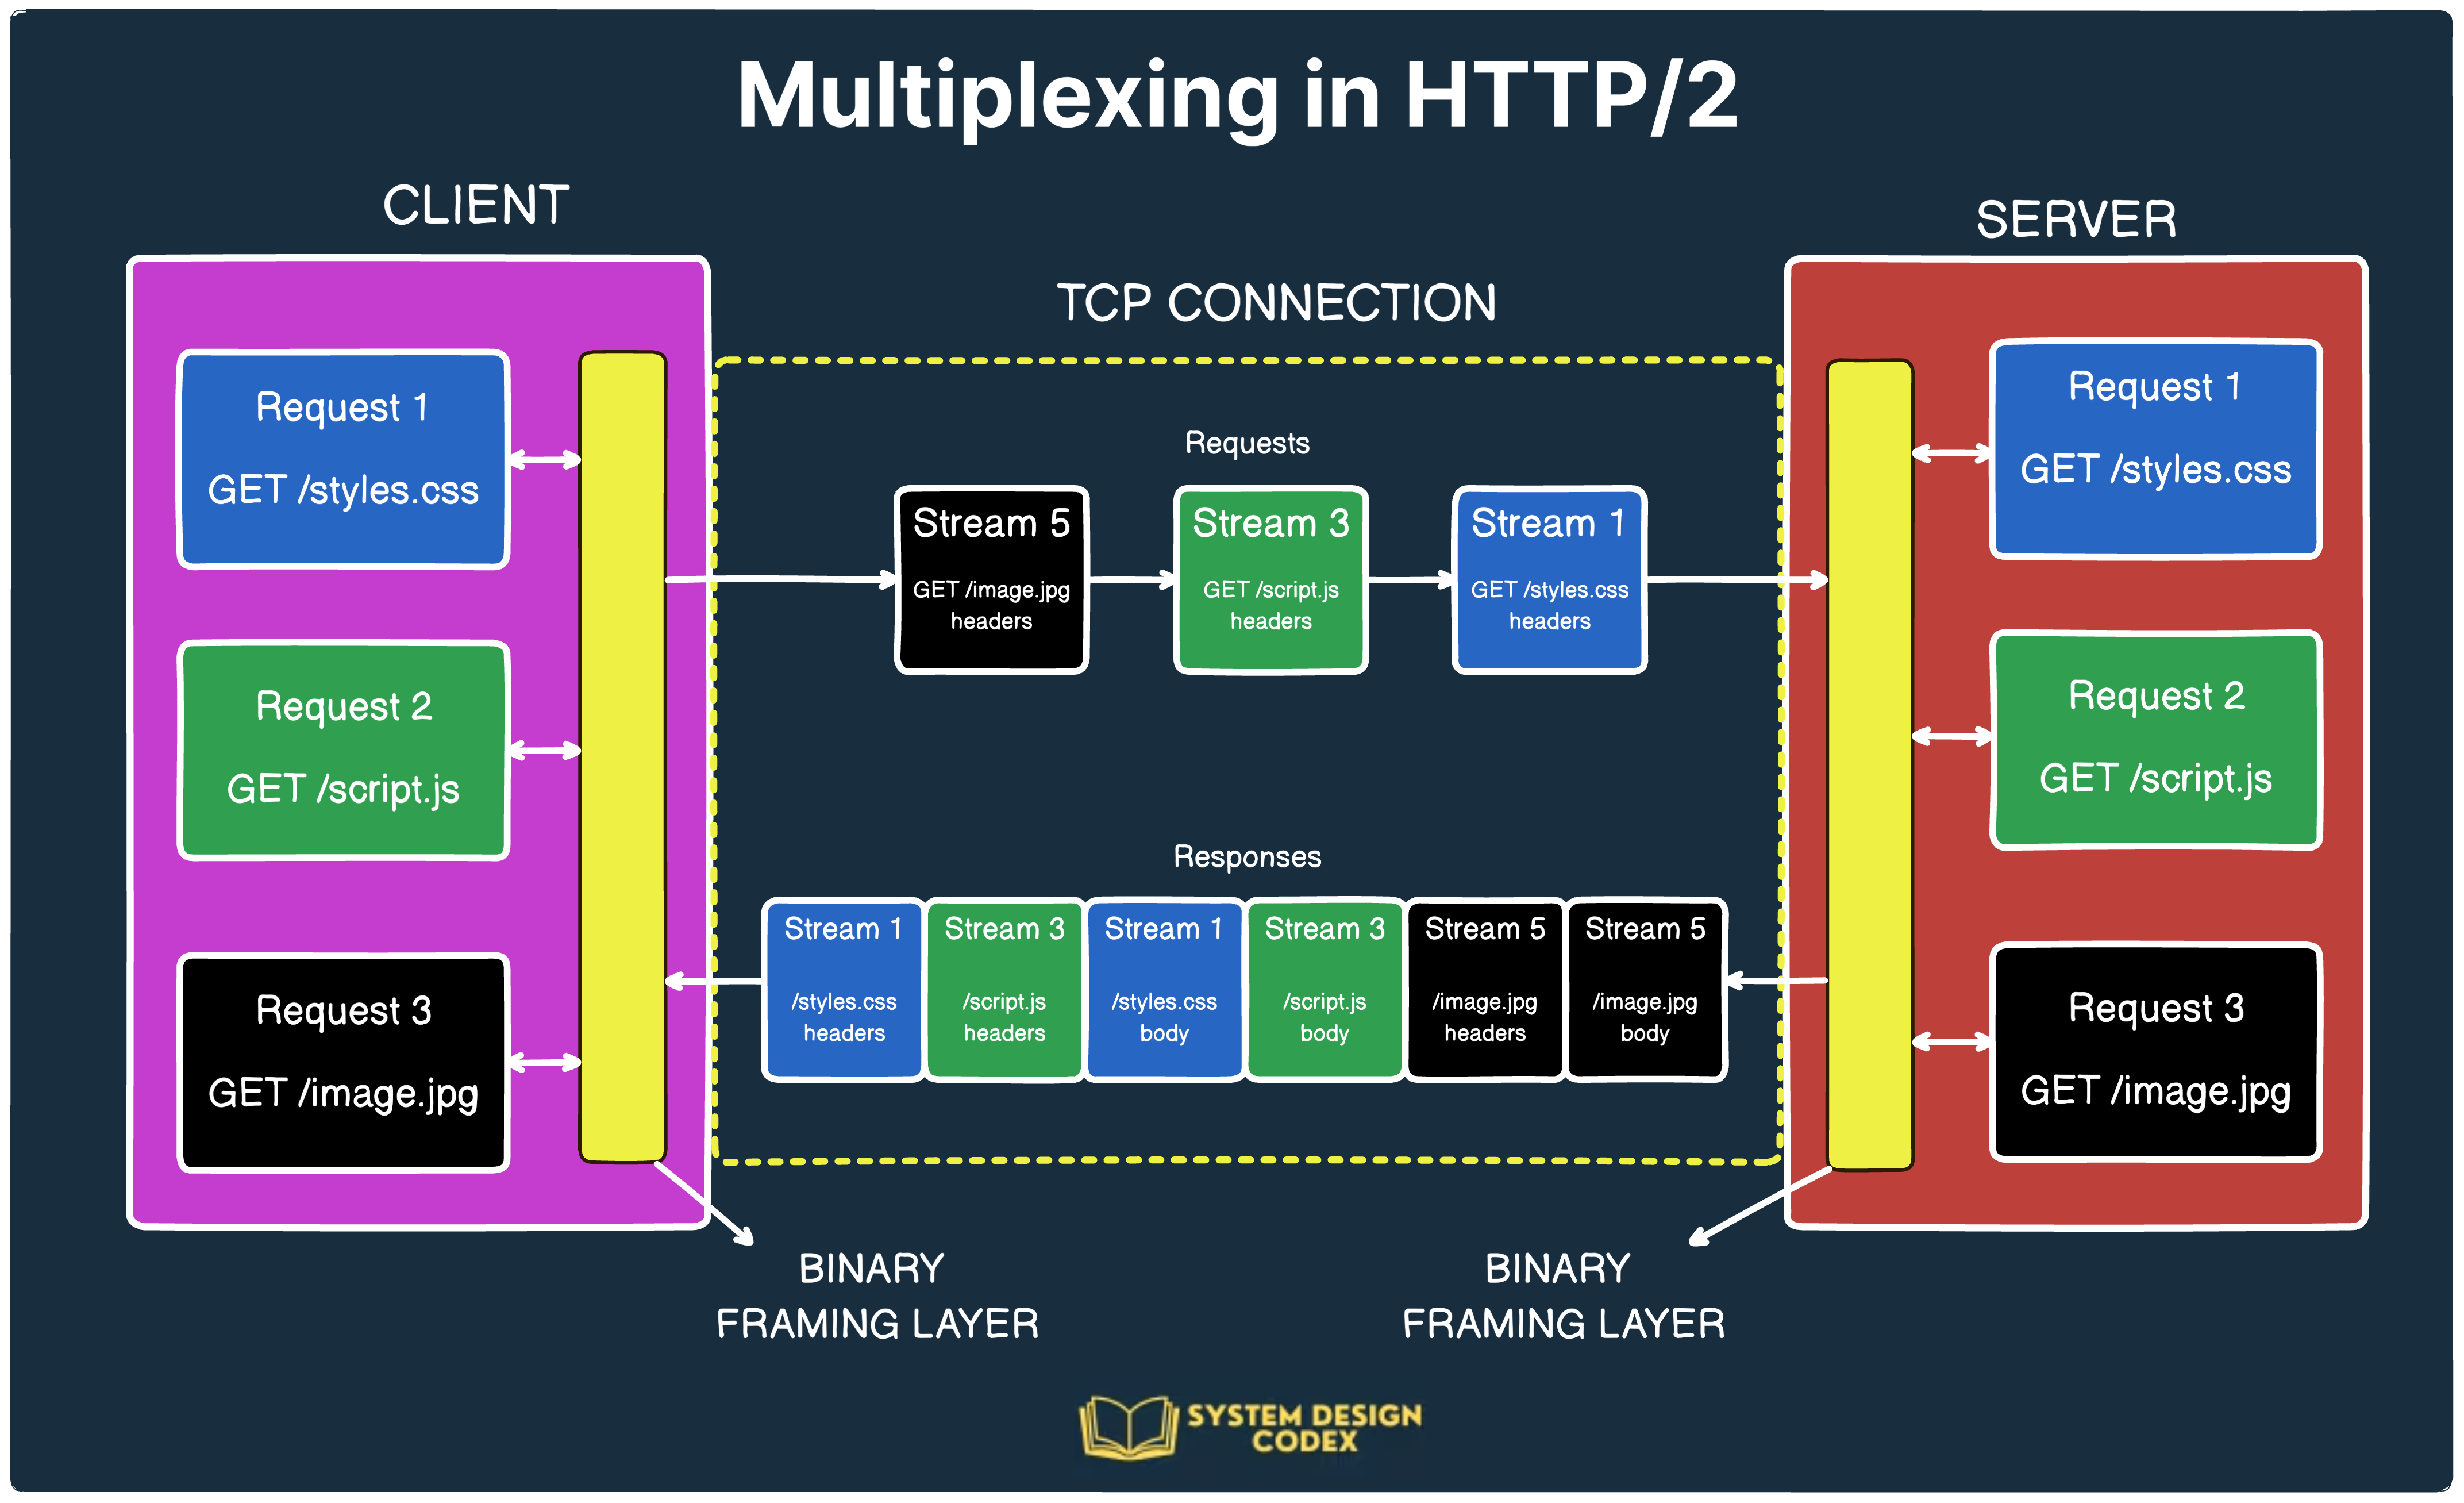 Multiplexing in HTTP/2
CLIENT
SERVER
TCP CONNECTION
Request 1
GET /styles.css
Request 2
GET /script.js
Request 3
GET /image.jpg
Requests
Stream 5
GET /image.jpg
headers
Stream 3
GET /script.js
headers
Stream 1
GET /styles.css
headers
Responses
Stream 1
/styles.css
headers
Stream 3
/script.js
headers
Stream 1
/styles.css
body
Stream 3
/script.js
body
Stream 5
/image.jpg
headers
Stream 5
/image.jpg
body
Request 1
GET /styles.css
Request 2
GET /script.js
Request 3
GET /image.jpg
BINARY
FRAMING LAYER
BINARY
FRAMING LAYER
SYSTEM DESIGN
CODEX